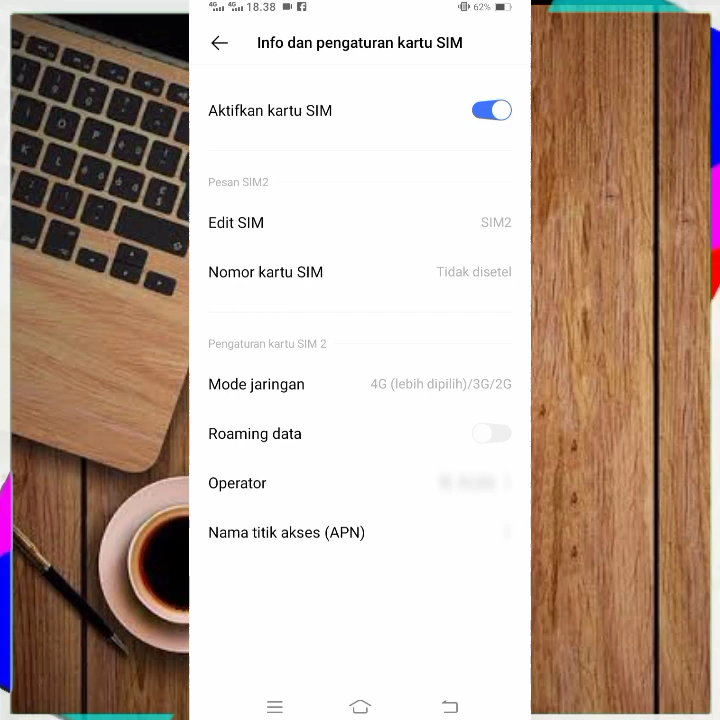 4G 4G 18.38 62%
Info dan pengaturan kartu SIM
Aktifkan kartu SIM
Pesan SIM2
Edit SIM SIM2
Nomor kartu SIM Tidak disetel
Pengaturan kartu SIM 2
Mode jaringan 4G (lebih dipilih)/3G/2G
Roaming data
Operator
Nama titik akses (APN)